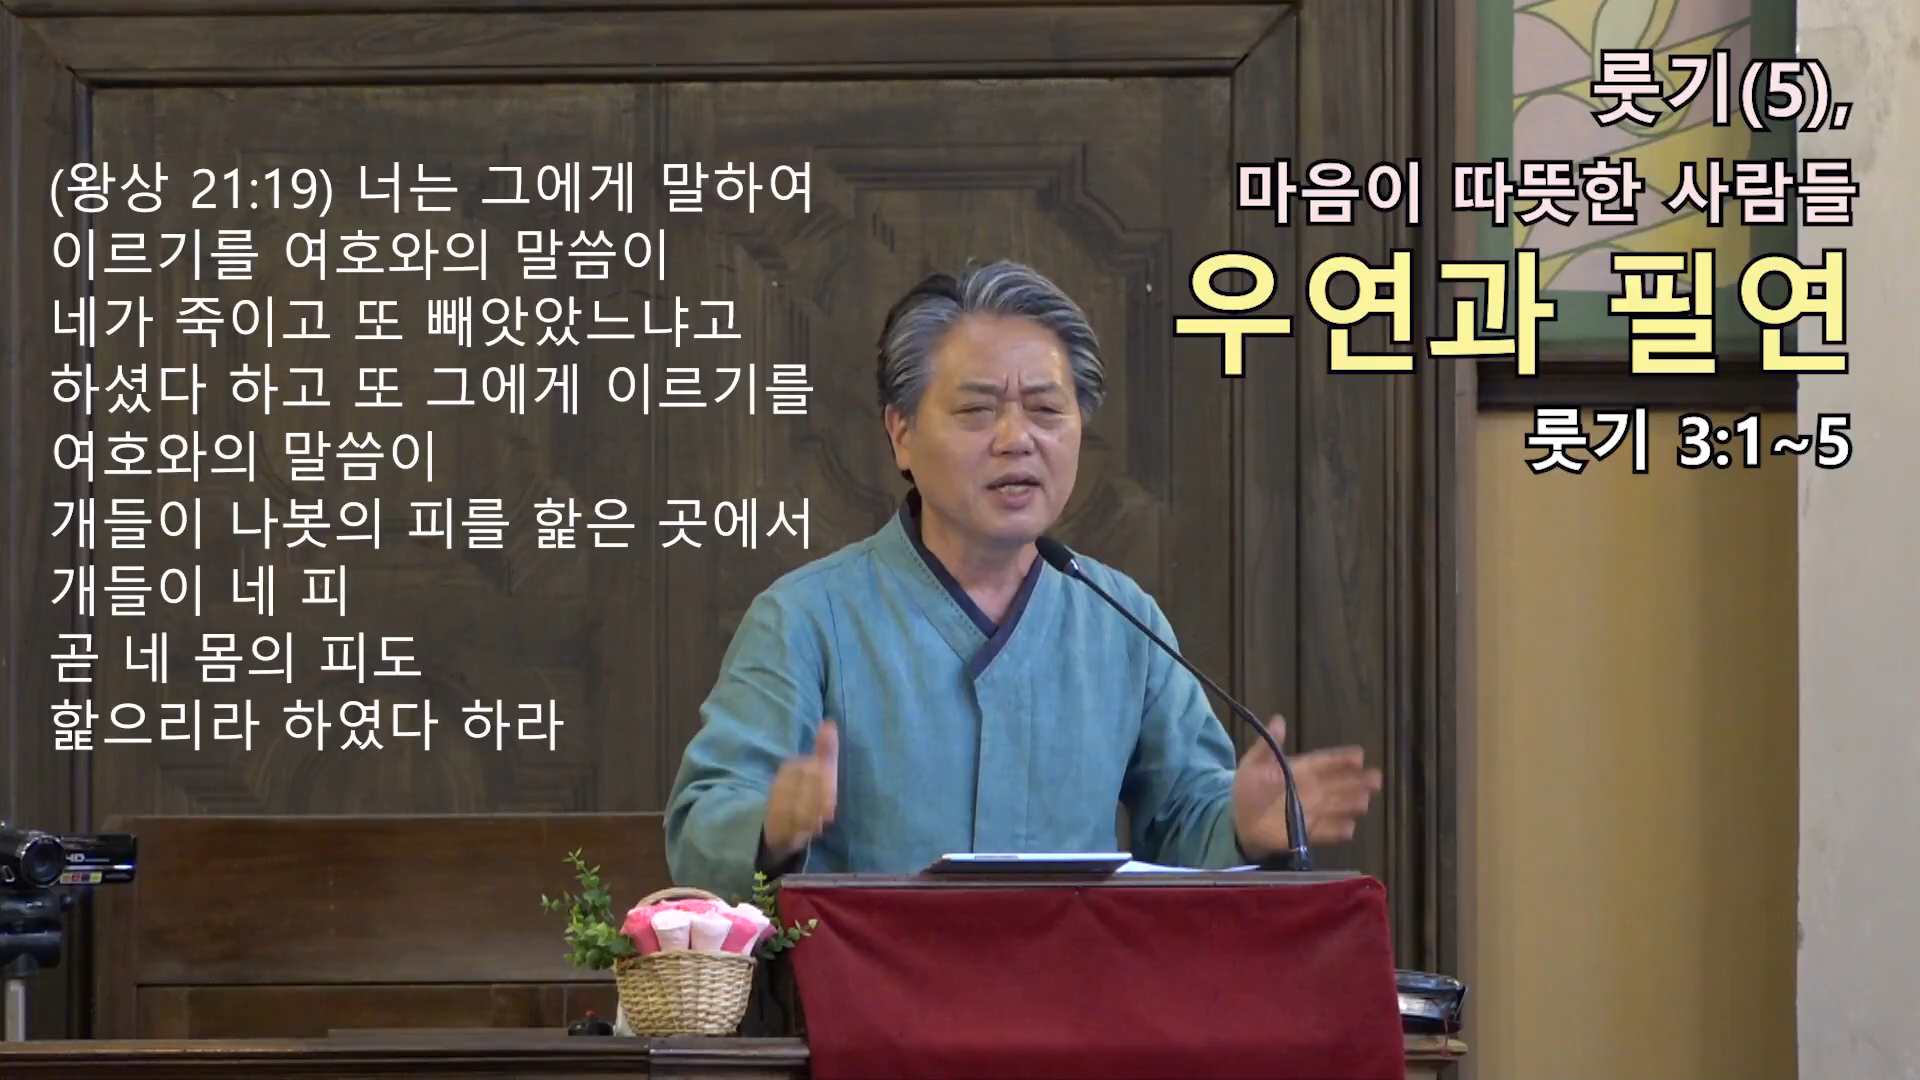 (왕상 21:19) 너는 그에게 말하여
이르기를 여호와의 말씀이
네가 죽이고 또 빼앗았느냐고
하셨다 하고 또 그에게 이르기를
여호와의 말씀이
개들이 나봇의 피를 핥은 곳에서
개들이 네 피
곧 네 몸의 피도
핥으리라 하였다 하라
룻기(5),
마음이 따뜻한 사람들
우연과 필연
룻기 3:1~5
HD